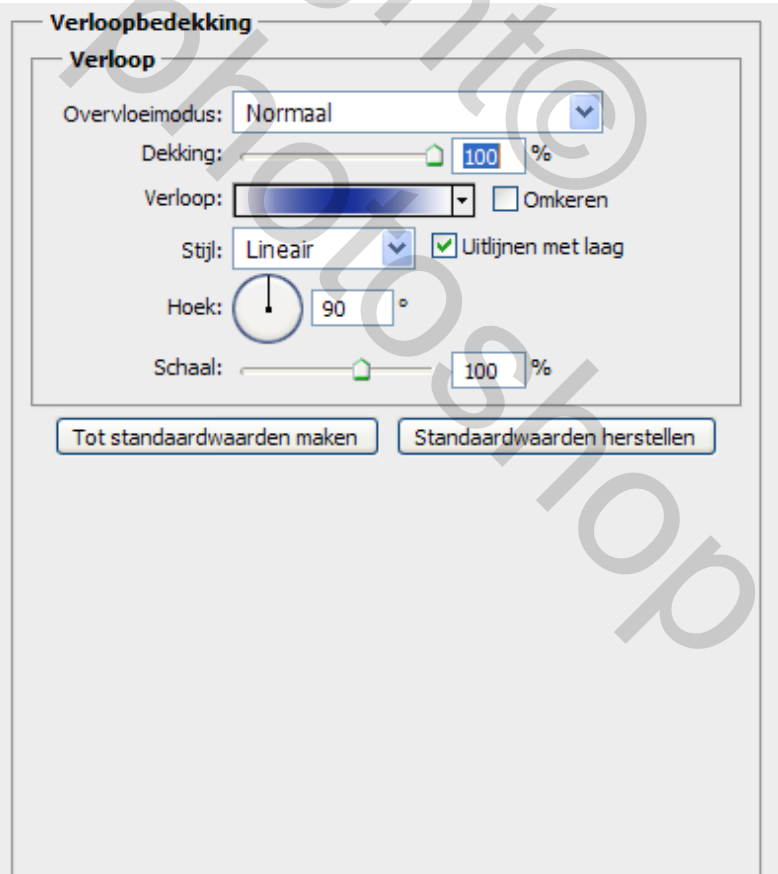 Verloopbedekking
Verloop
Overvloeimodus: Normaal
Dekking: 100 %
Verloop: Omkeren
Stijl: Lineair Uitlijnen met laag
Hoek: 90 °
Schaal: 100 %
Tot standaardwaarden maken Standaardwaarden herstellen
photoshop